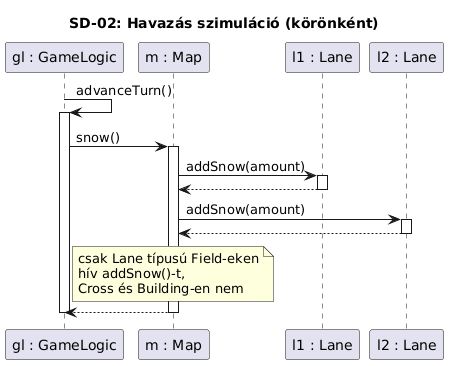 SD-02: Havazás szimuláció (körönként)
gl : GameLogic
m : Map
l1 : Lane
l2 : Lane
advanceTurn()
snow()
addSnow(amount)
addSnow(amount)
csak Lane típusú Field-eken
hív addSnow()-t,
Cross és Building-en nem
gl : GameLogic
m : Map
l1 : Lane
l2 : Lane